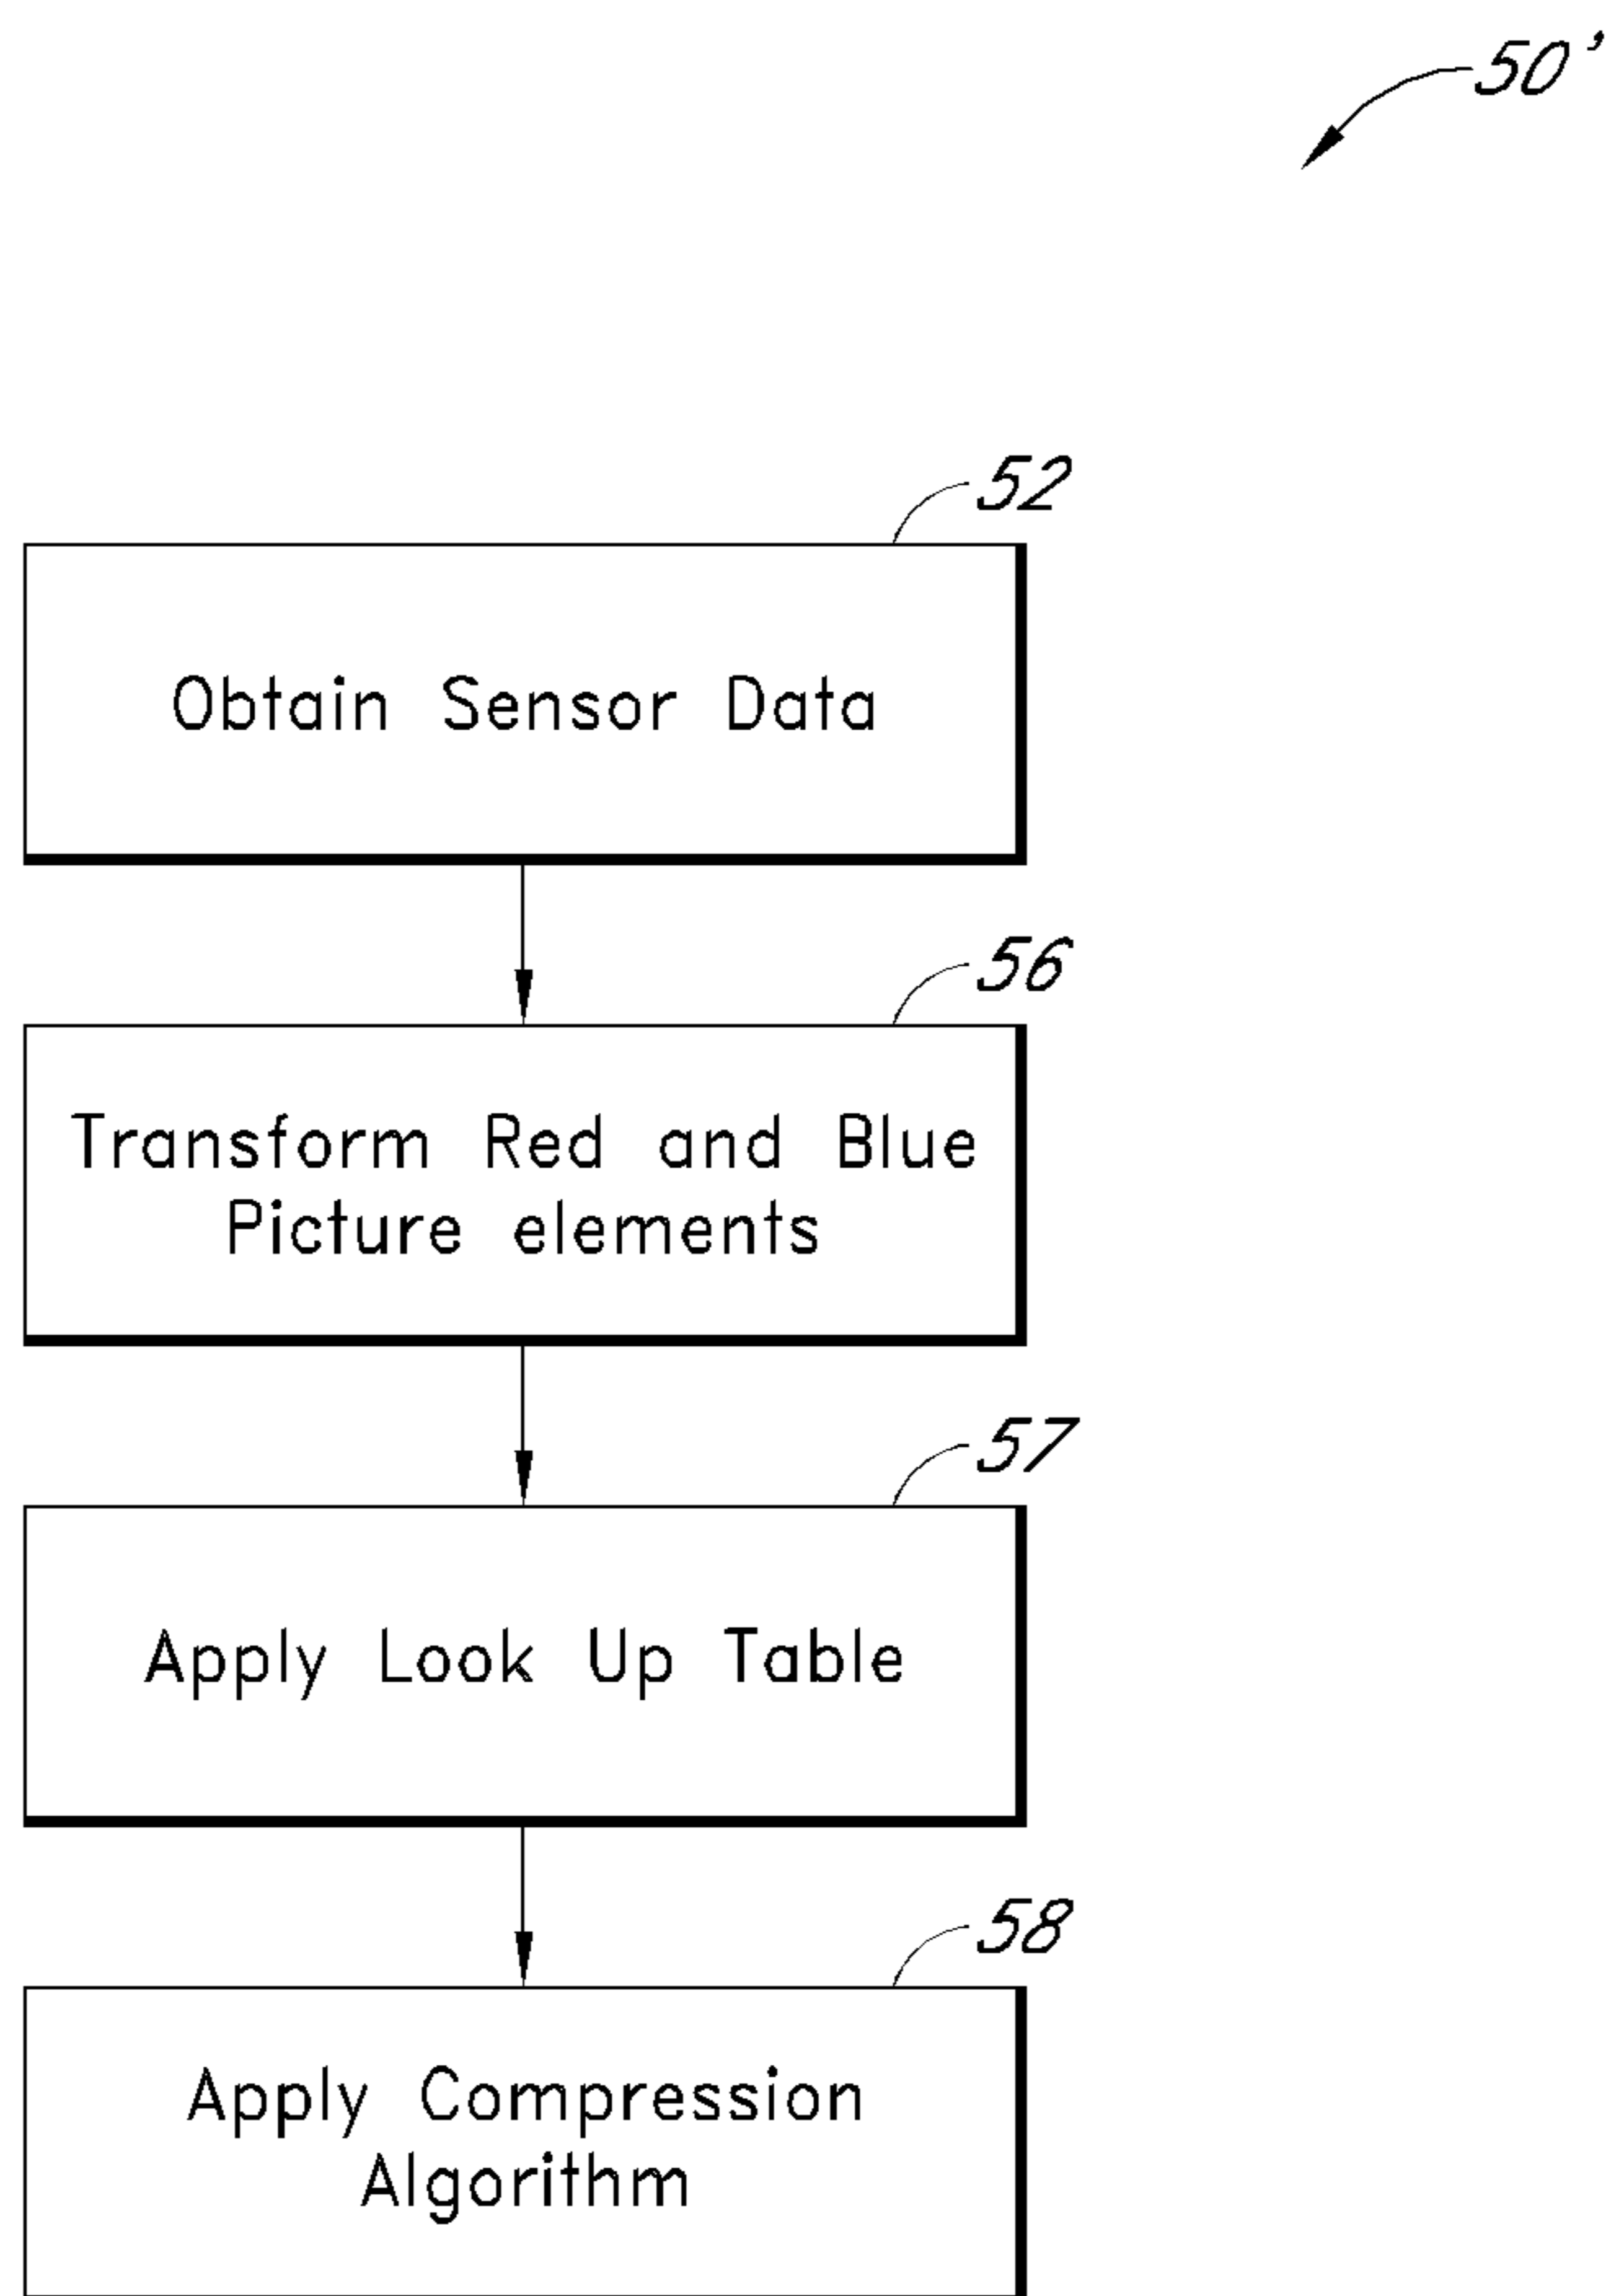 50'
52
Obtain Sensor Data
56
Transform Red and Blue
Picture elements
57
Apply Look Up Table
58
Apply Compression
Algorithm